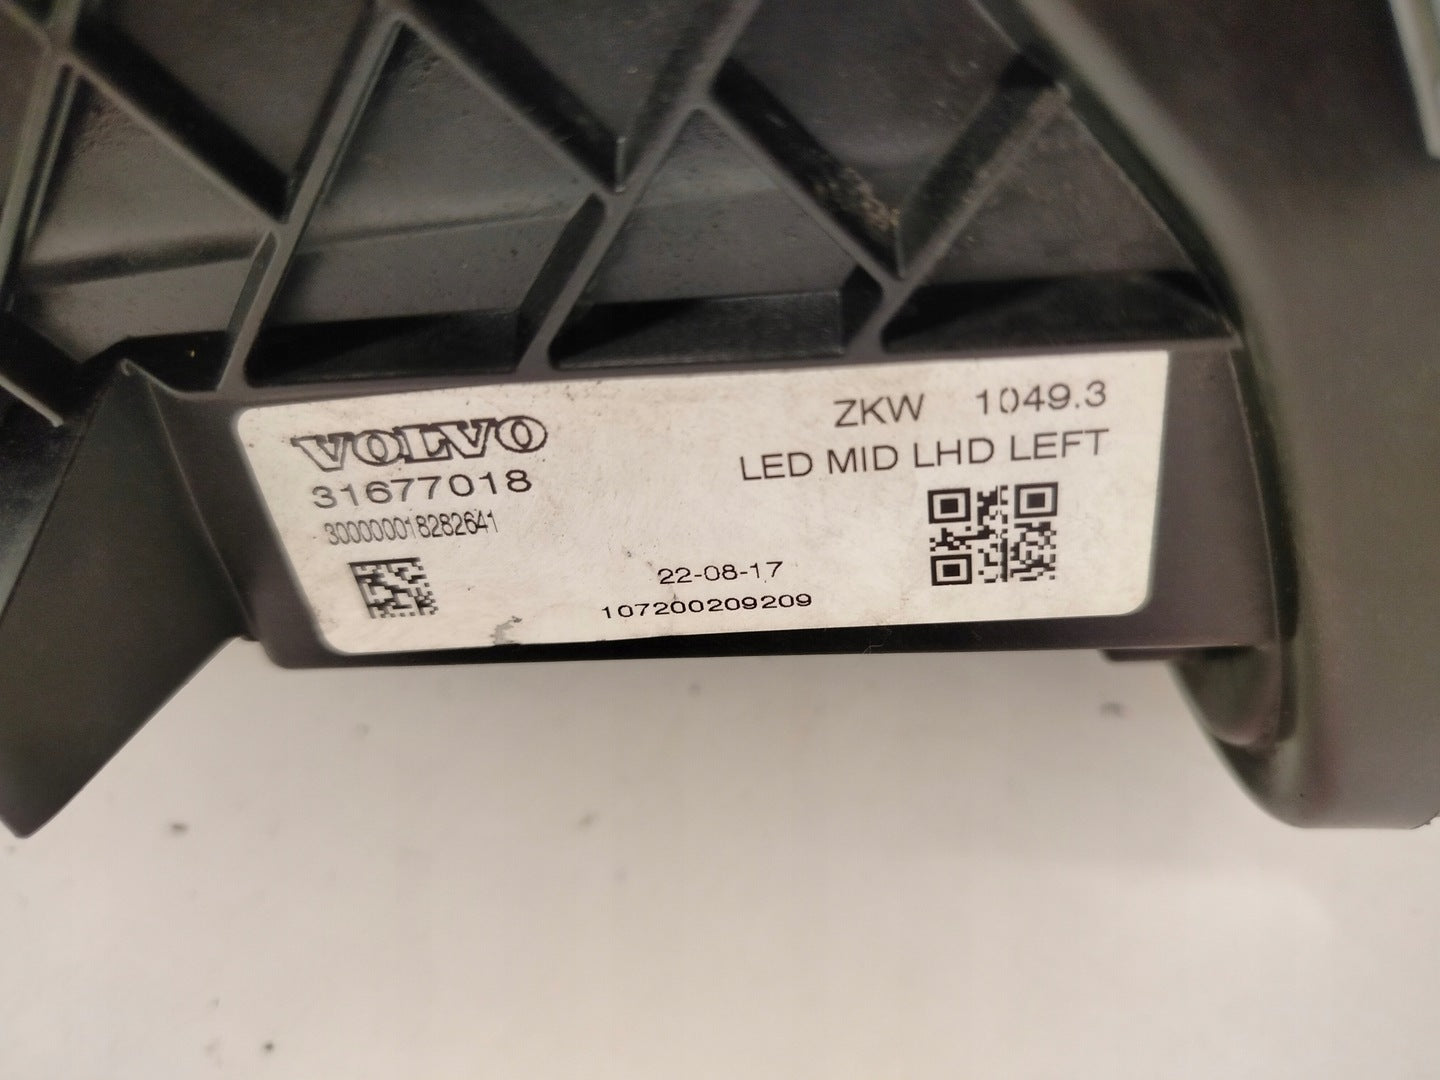 VOLVO
31677018
300000018282641
ZKW 1049.3
LED MID LHD LEFT
22-08-17
107200209209